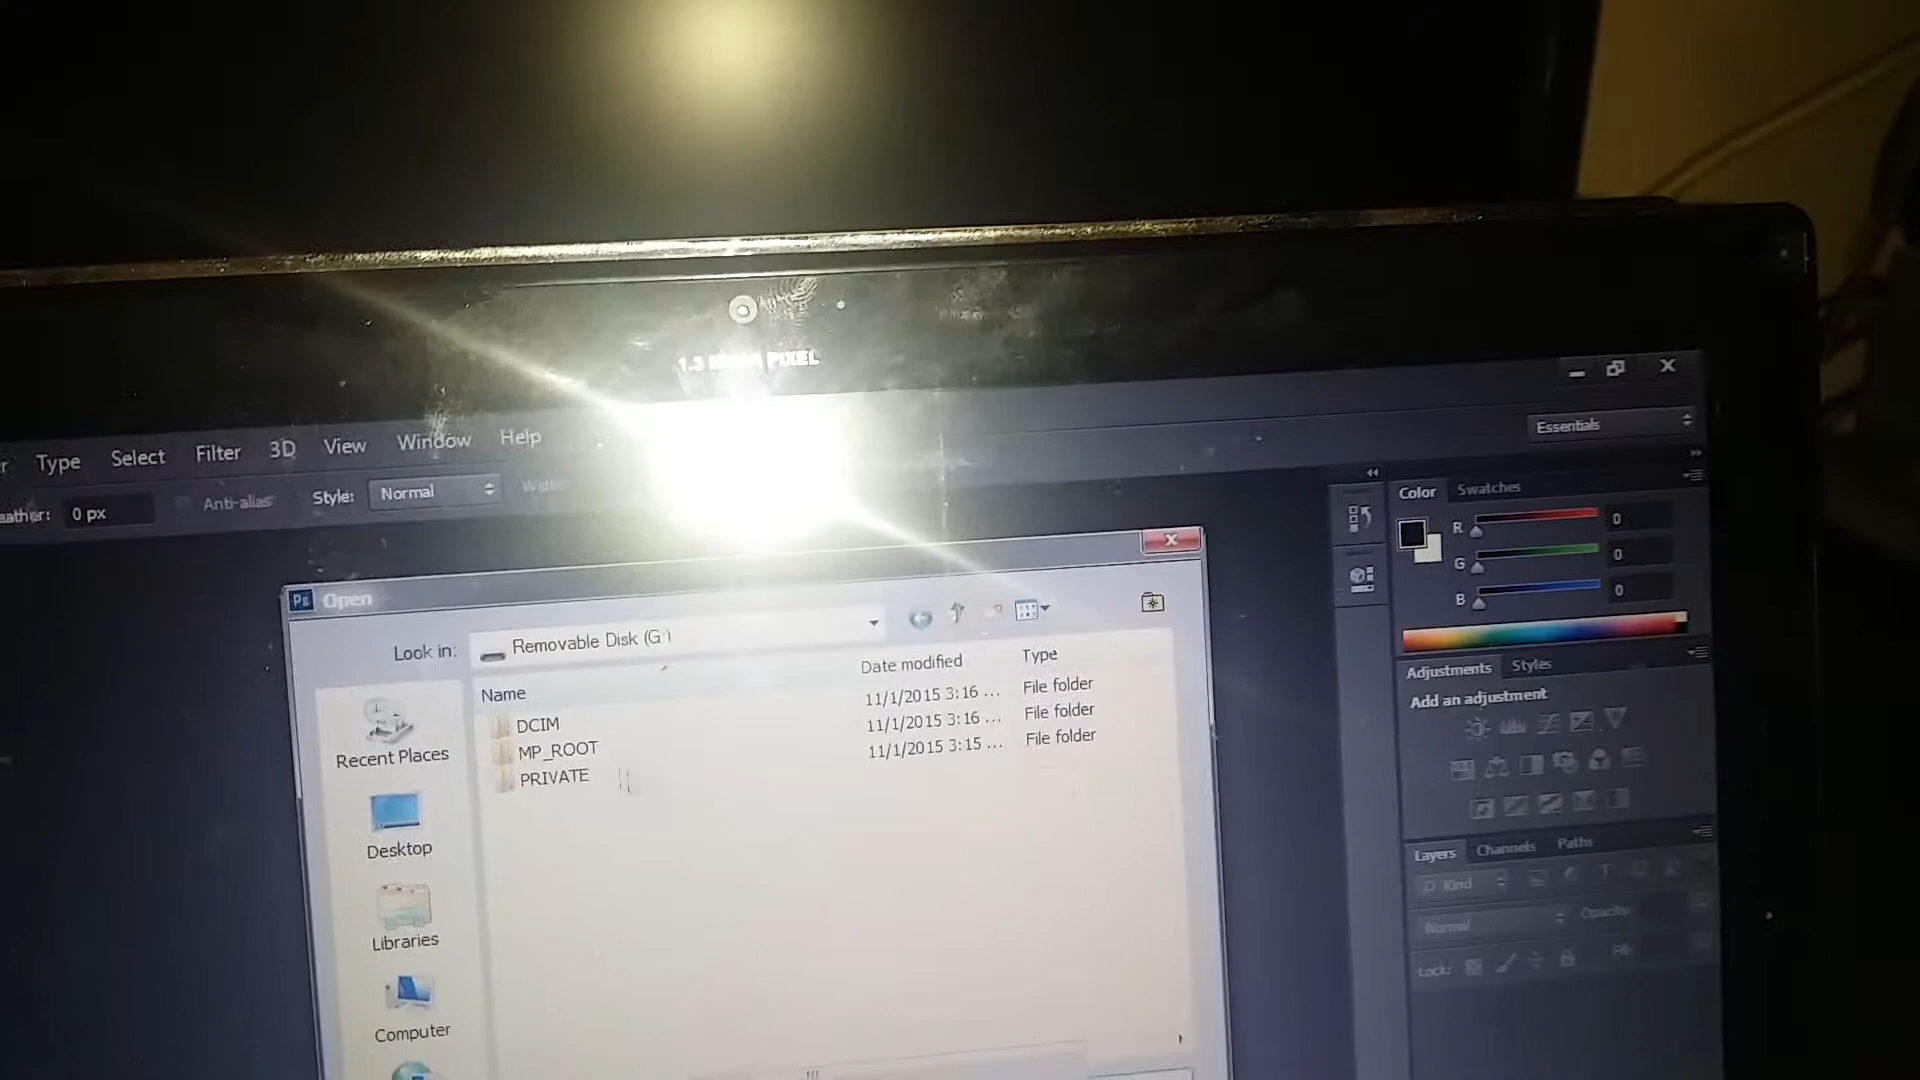 1.3 PIXEL
Type Select Filter 3D View Window Help
Essentials
0 px Anti-alias Style: Normal
Color Swatches
R 0
G 0
B 0
Ps Open
Look in: Removable Disk (G:)
Name Date modified Type
DCIM 11/1/2015 3:16 ... File folder
MP_ROOT 11/1/2015 3:16 ... File folder
PRIVATE 11/1/2015 3:15 ... File folder
Recent Places
Desktop
Libraries
Computer
Adjustments Styles
Add an adjustment
Layers Channels Paths
Kind
Normal Opacity
Lock: Fill